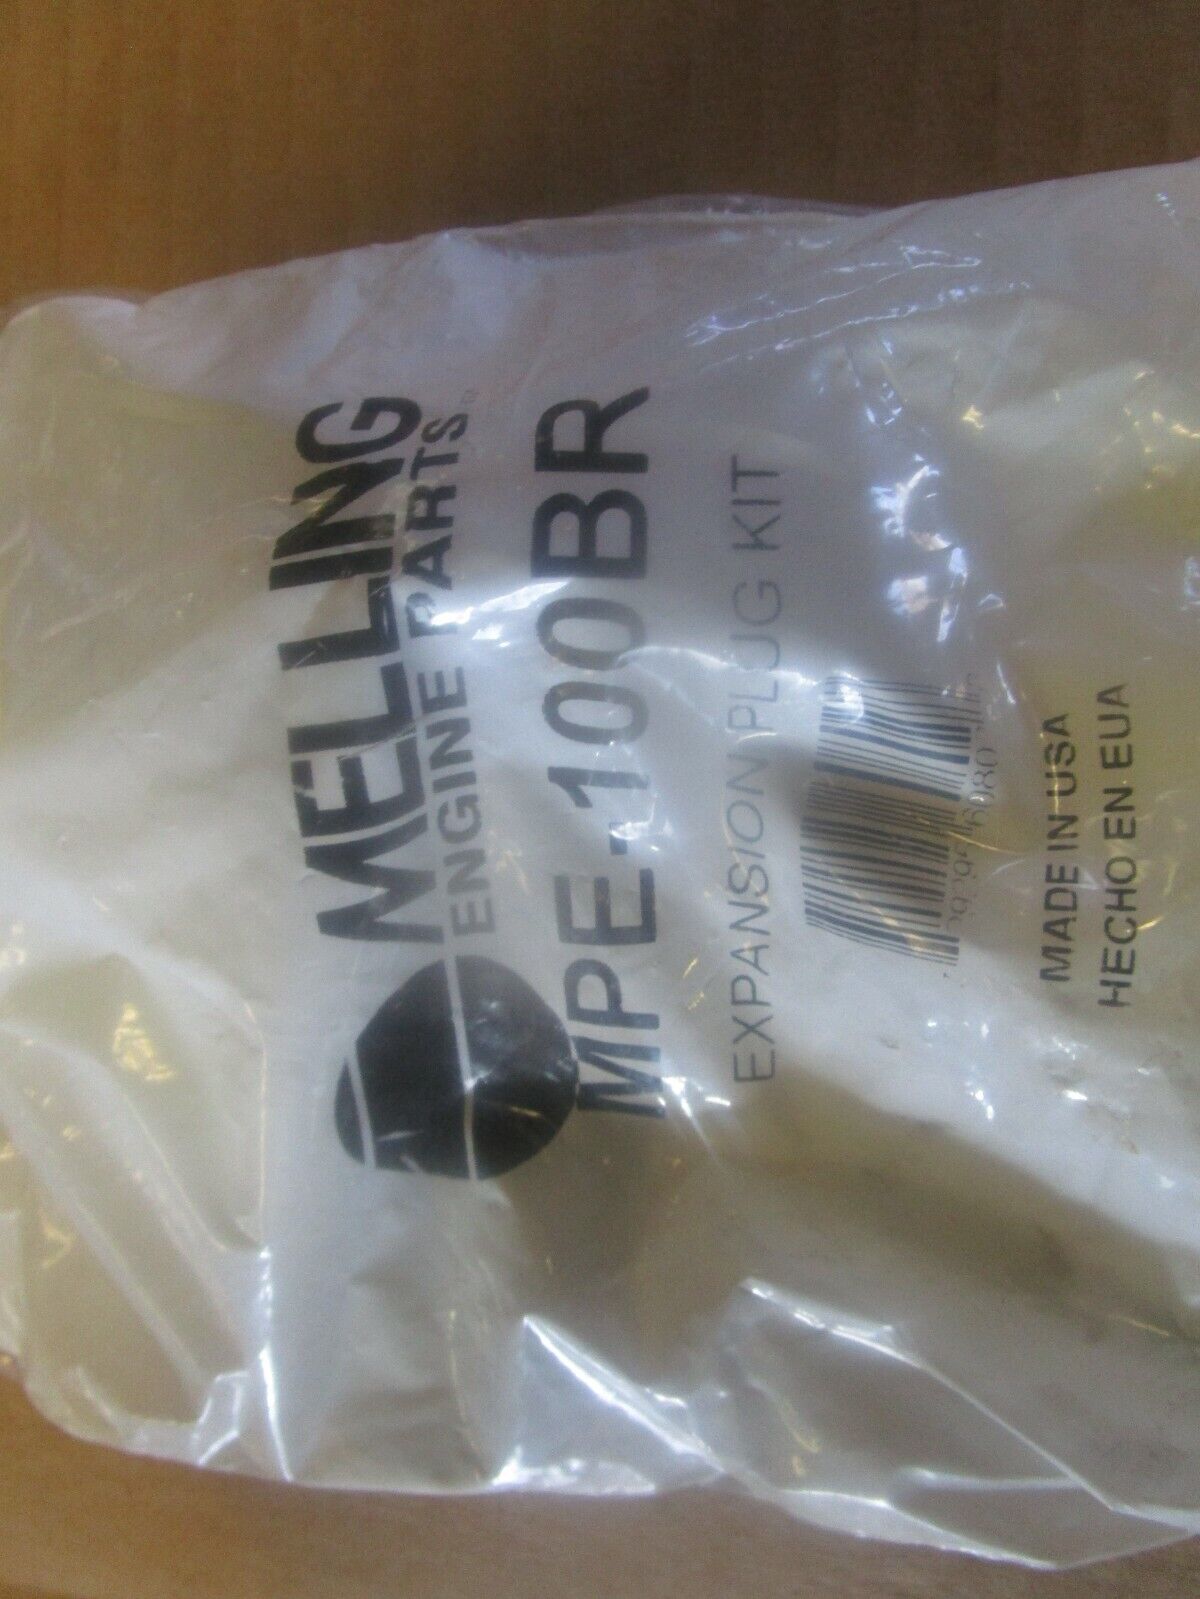 MELLING
ENGINE PARTS
MPE-100BR
EXPANSION PLUG KIT
MADE IN USA
HECHO EN EUA